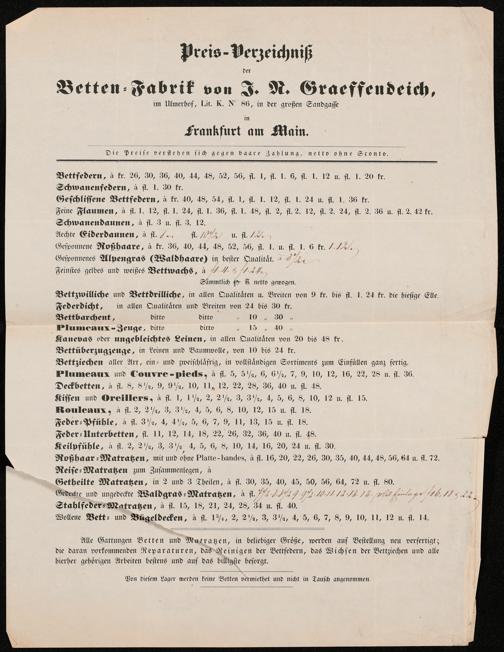 Preis-Verzeichniß
der
Betten-Fabrik von J. N. Graeffendeich,
im Ulmerhof, Lit. K. N° 86, in der großen Sandgasse
in
Frankfurt am Main.
Die Preise verstehen sich gegen baare Zahlung, netto ohne Sconto.
Bettfedern, à kr. 26, 30, 36, 40, 44, 48, 52, 56, fl. 1, fl. 1. 6, fl. 1. 12 u. fl. 1. 20 kr.
Schwanenfedern, à fl. 1. 30 kr.
Geschlissene Bettfedern, à kr. 40, 48, 54, fl. 1, fl. 1. 12, fl. 1. 24 u. fl. 1. 36 kr.
Feine Flaumen, à fl. 1. 12, fl. 1. 24, fl. 1. 36, fl. 1. 48, fl. 2, fl. 2. 12, fl. 2. 24, fl. 2. 36 u. fl. 2. 42 kr.
Schwanendaunen, à fl. 3 u. fl. 3. 12.
Aechte Eiderdaunen, à fl. fl. u. fl.
Gesponnene Roßhaare, à kr. 36, 40, 44, 48, 52, 56, fl. 1 u. fl. 1. 6 kr. 1.12.
Gesponnenes Alpengras (Waldhaare) in bester Qualität. à
Feinstes gelbes und weißes Bettwachs, à
Sämmtlich pr ℔ netto gewogen.
Bettzwilliche und Bettdrilliche, in allen Qualitäten u. Breiten von 9 kr. bis fl. 1. 24 kr. die hiesige Elle.
Federdicht, in allen Qualitäten und Breiten von 24 bis 30 kr.
Bettbarchent, ditto ditto „ 10 „ 30 „
Plumeaux-Zeuge, ditto ditto „ 15 „ 40 „
Kanevas oder ungebleichtes Leinen, in allen Qualitäten von 20 bis 48 kr.
Bettüberzugzeuge, in Leinen und Baumwolle, von 10 bis 24 kr.
Bettziechen aller Art, ein- und zweischläfrig, in vollständigen Sortiments zum Einfüllen ganz fertig.
Plumeaux und Couvre-pieds, à fl. 5, 5½, 6, 6½, 7, 9, 10, 12, 16, 22, 28 u. fl. 36.
Deckbetten, à fl. 8, 8½, 9, 9½, 10, 11, 12, 22, 28, 36, 40 u. fl. 48.
Kissen und Oreillers, à fl. 1, 1½, 2, 2½, 3, 3½, 4, 5, 6, 8, 10, 12 u. fl. 15.
Rouleaux, à fl. 2, 2½, 3, 3½, 4, 5, 6, 8, 10, 12, 15 u. fl. 18.
Feder-Pfühle, à fl. 3½, 4, 4½, 5, 6, 7, 9, 11, 13, 15 u. fl. 18.
Feder-Unterbetten, fl. 11, 12, 14, 18, 22, 26, 32, 36, 40 u. fl. 48.
Keilpfühle, à fl. 2, 2½, 3, 3½, 4, 5, 6, 8, 10, 14, 16, 20, 24 u. fl. 30.
Roßhaar-Matratzen, mit und ohne Platte-bandes, à fl. 16, 20, 22, 26, 30, 35, 40, 44, 48, 56, 64 u. fl. 72.
Reise-Matratzen zum Zusammenlegen, à
Getheilte Matratzen, in 2 und 3 Theilen, à fl. 30, 35, 40, 45, 50, 56, 64, 72 u. fl. 80.
Gedeckte und ungedeckte Waldgras-Matratzen, à fl.
Stahlfeder-Matratzen, à fl. 15, 18, 21, 24, 28, 34 u. fl. 40.
Wollene Bett- und Bügeldecken, à fl. 1½, 2, 2½, 3, 3½, 4, 5, 6, 7, 8, 9, 10, 11, 12 u. fl. 14.
Alle Gattungen Betten und Matratzen, in beliebiger Größe, werden auf Bestellung neu verfertigt;
die daran vorkommenden Reparaturen, das Reinigen der Bettfedern, das Wichsen der Bettziechen und alle
hierher gehörigen Arbeiten bestens und auf das billigste besorgt.
Von diesem Lager werden keine Betten vermiethet und nicht in Tausch angenommen.